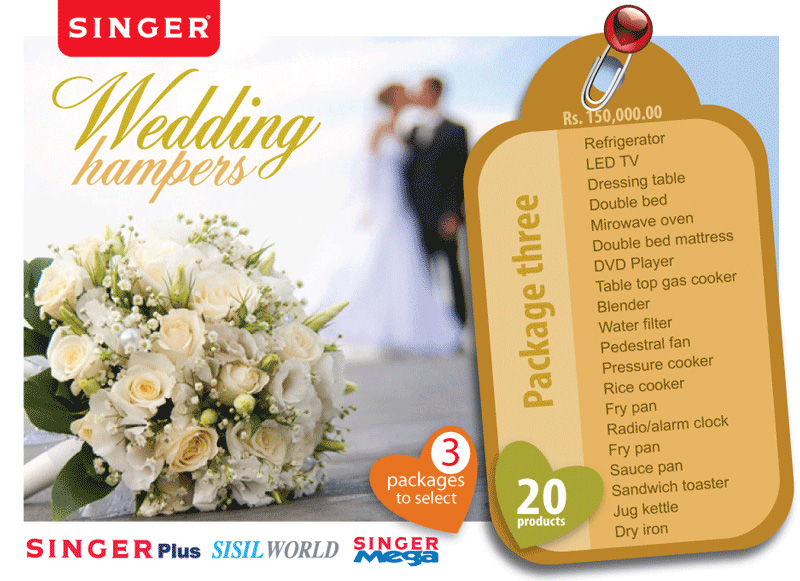 SINGER®
Wedding
hampers
Rs. 150,000.00
Package three
Refrigerator
LED TV
Dressing table
Double bed
Mirowave oven
Double bed mattress
DVD Player
Table top gas cooker
Blender
Water filter
Pedestral fan
Pressure cooker
Rice cooker
Fry pan
Radio/alarm clock
Fry pan
Sauce pan
Sandwich toaster
Jug kettle
Dry iron
3
packages
to select
20
products
SINGER Plus SISIL WORLD SINGER
Mega